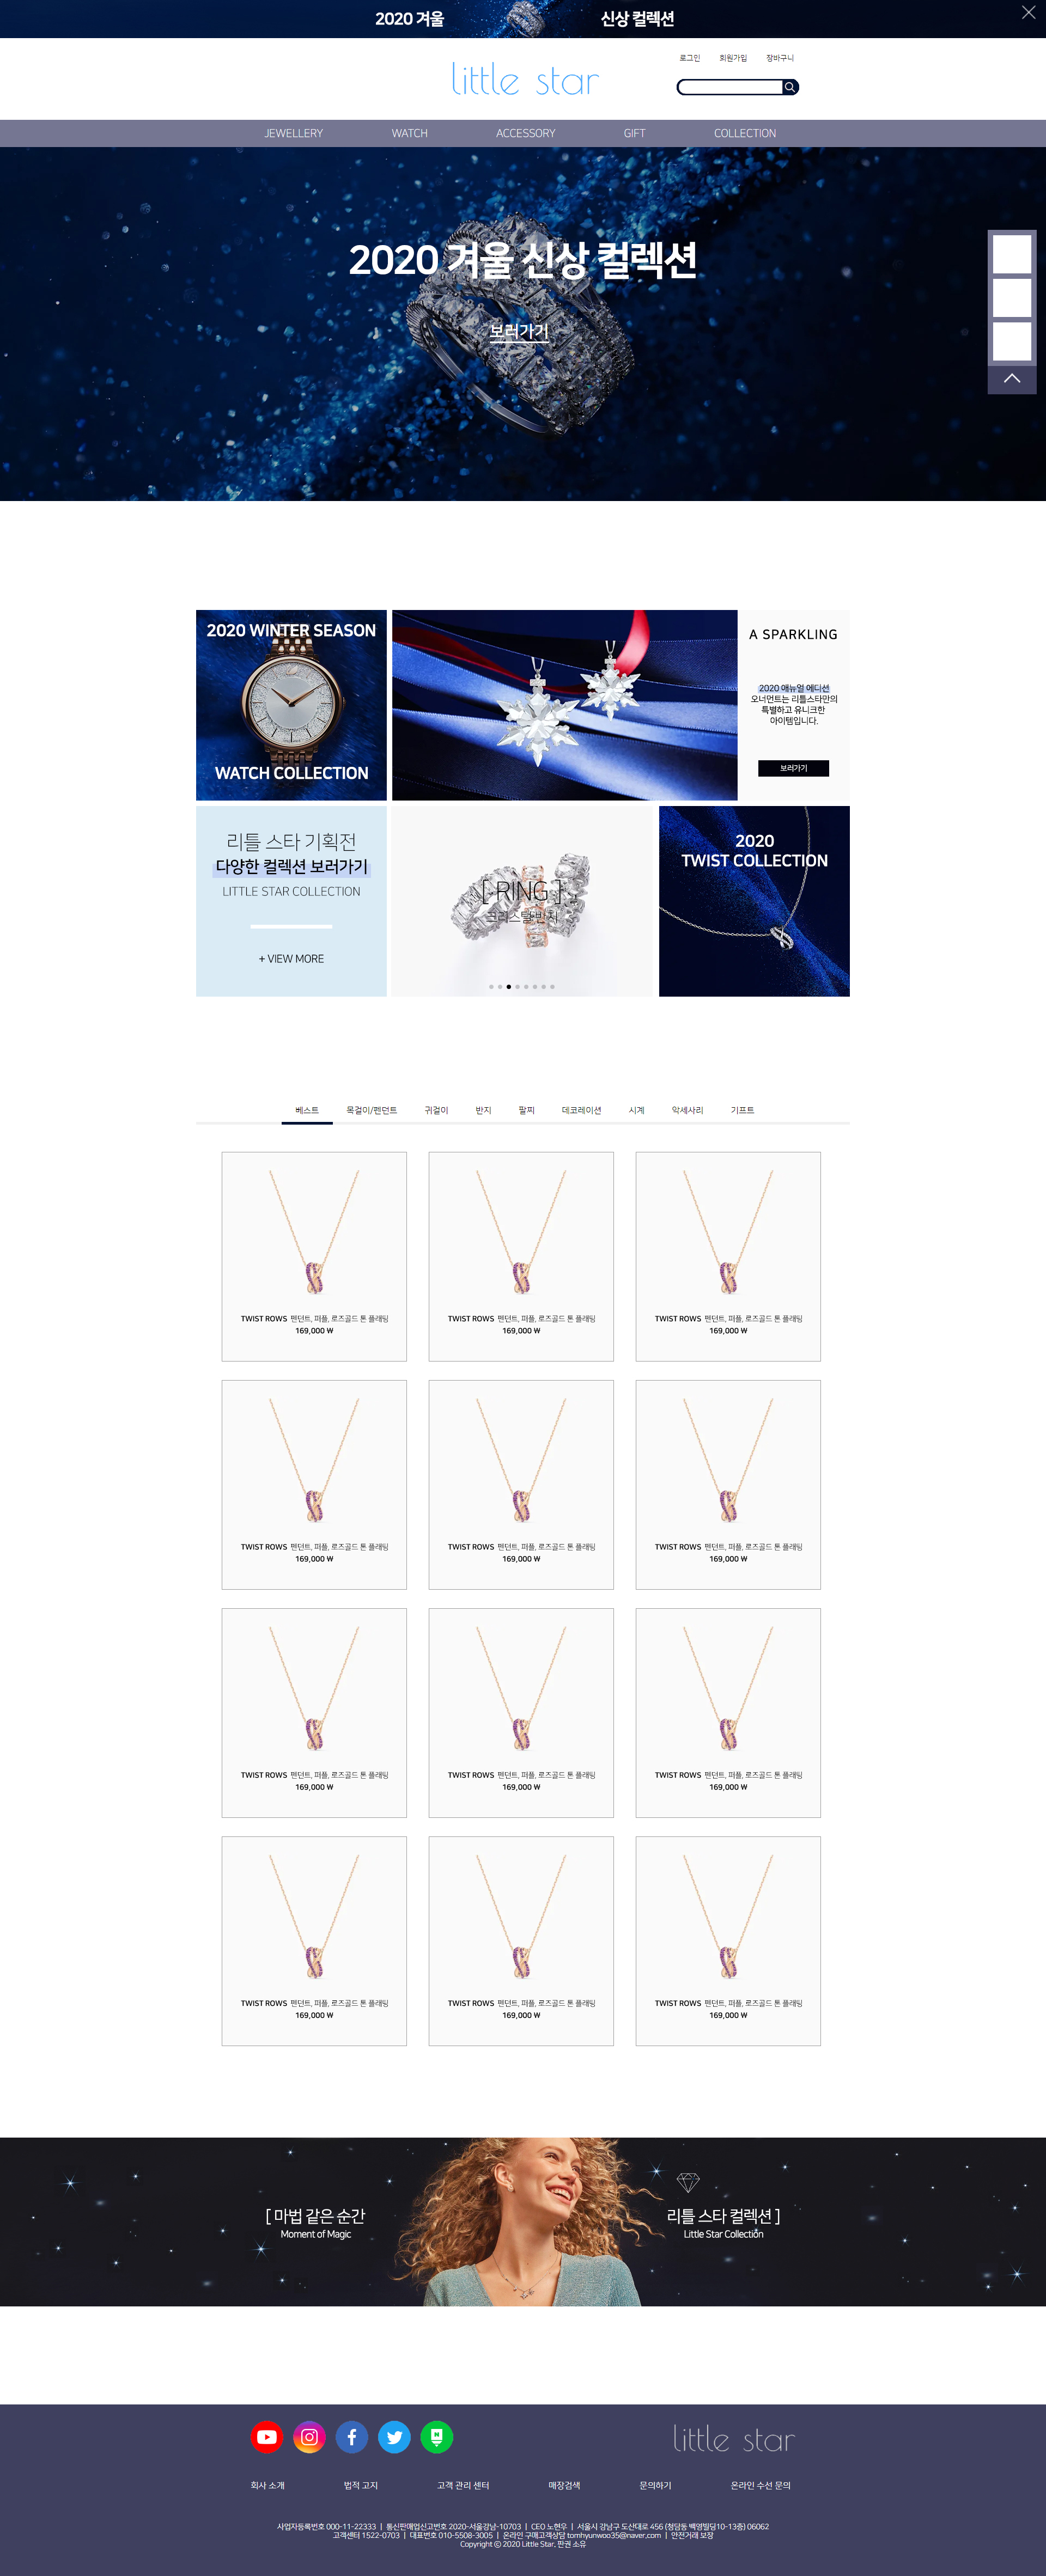 2020 겨울 신상 컬렉션
로그인 회원가입 장바구니
little star
JEWELLERY WATCH ACCESSORY GIFT COLLECTION
2020 겨울 신상 컬렉션
보러가기
2020 WINTER SEASON
WATCH COLLECTION
A SPARKLING
2020 애뉴얼 에디션
오너먼트는 리틀스타만의
특별하고 유니크한
아이템입니다.
보러가기
리틀 스타 기획전
다양한 컬렉션 보러가기
LITTLE STAR COLLECTION
+ VIEW MORE
[ RING ]
크리스털 반지
2020
TWIST COLLECTION
베스트 목걸이/펜던트 귀걸이 반지 팔찌 데코레이션 시계 악세사리 기프트
TWIST ROWS 펜던트, 퍼플, 로즈골드 톤 플래팅
169,000 ₩
TWIST ROWS 펜던트, 퍼플, 로즈골드 톤 플래팅
169,000 ₩
TWIST ROWS 펜던트, 퍼플, 로즈골드 톤 플래팅
169,000 ₩
TWIST ROWS 펜던트, 퍼플, 로즈골드 톤 플래팅
169,000 ₩
TWIST ROWS 펜던트, 퍼플, 로즈골드 톤 플래팅
169,000 ₩
TWIST ROWS 펜던트, 퍼플, 로즈골드 톤 플래팅
169,000 ₩
TWIST ROWS 펜던트, 퍼플, 로즈골드 톤 플래팅
169,000 ₩
TWIST ROWS 펜던트, 퍼플, 로즈골드 톤 플래팅
169,000 ₩
TWIST ROWS 펜던트, 퍼플, 로즈골드 톤 플래팅
169,000 ₩
TWIST ROWS 펜던트, 퍼플, 로즈골드 톤 플래팅
169,000 ₩
TWIST ROWS 펜던트, 퍼플, 로즈골드 톤 플래팅
169,000 ₩
TWIST ROWS 펜던트, 퍼플, 로즈골드 톤 플래팅
169,000 ₩
[ 마법 같은 순간
Moment of Magic
리틀 스타 컬렉션 ]
Little Star Collection
little star
회사 소개 법적 고지 고객 관리 센터 매장검색 문의하기 온라인 수선 문의
사업자등록번호 000-11-22333 | 통신판매업신고번호 2020-서울강남-10703 | CEO 노현우 | 서울시 강남구 도산대로 456 (청담동 백영빌딩10-13층) 06062
고객센터 1522-0703 | 대표번호 010-5508-3005 | 온라인 구매고객상담 tomhyunwoo35@naver.com | 안전거래 보장
Copyright ⓒ 2020 Little Star. 판권 소유